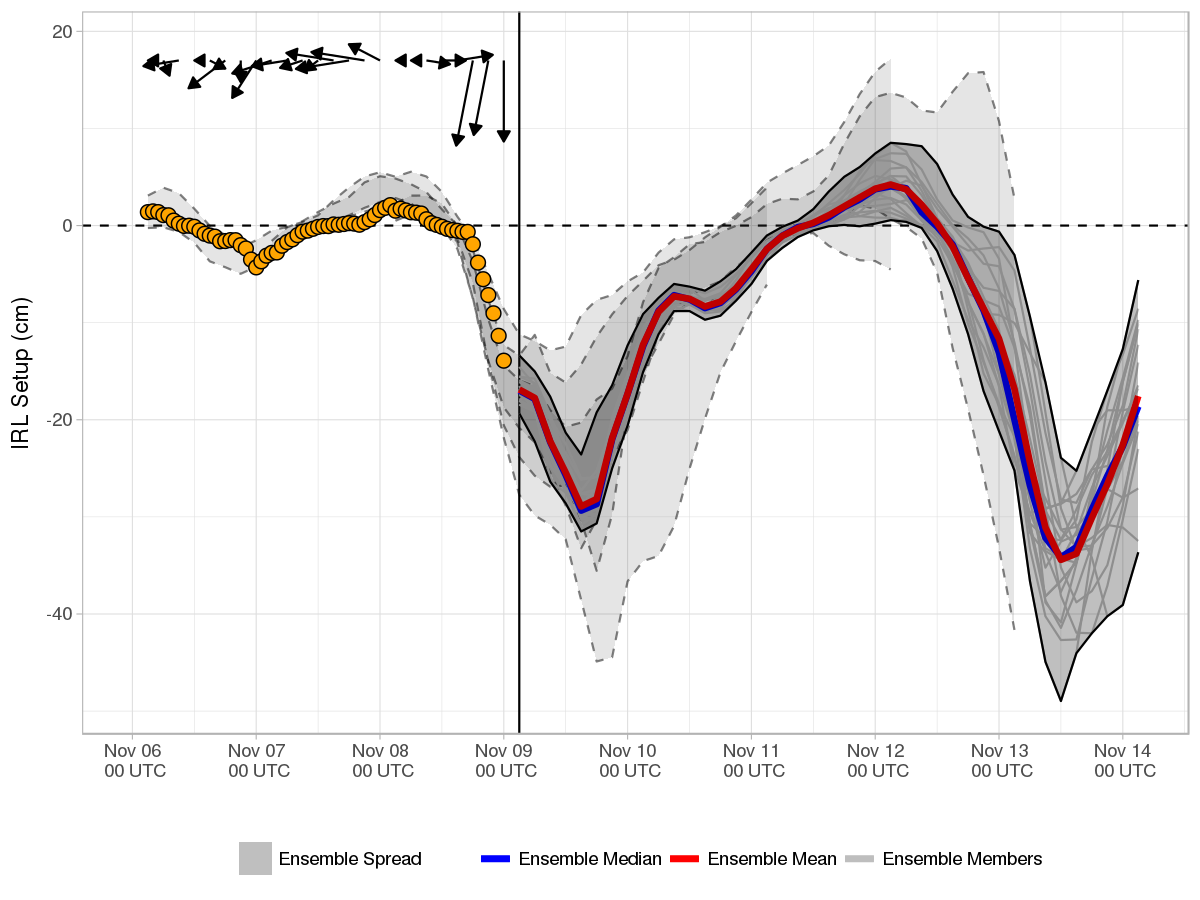 20
0
-20
-40
IRL Setup (cm)
Nov 06 Nov 07 Nov 08 Nov 09 Nov 10 Nov 11 Nov 12 Nov 13 Nov 14
00 UTC 00 UTC 00 UTC 00 UTC 00 UTC 00 UTC 00 UTC 00 UTC 00 UTC
Ensemble Spread Ensemble Median Ensemble Mean Ensemble Members